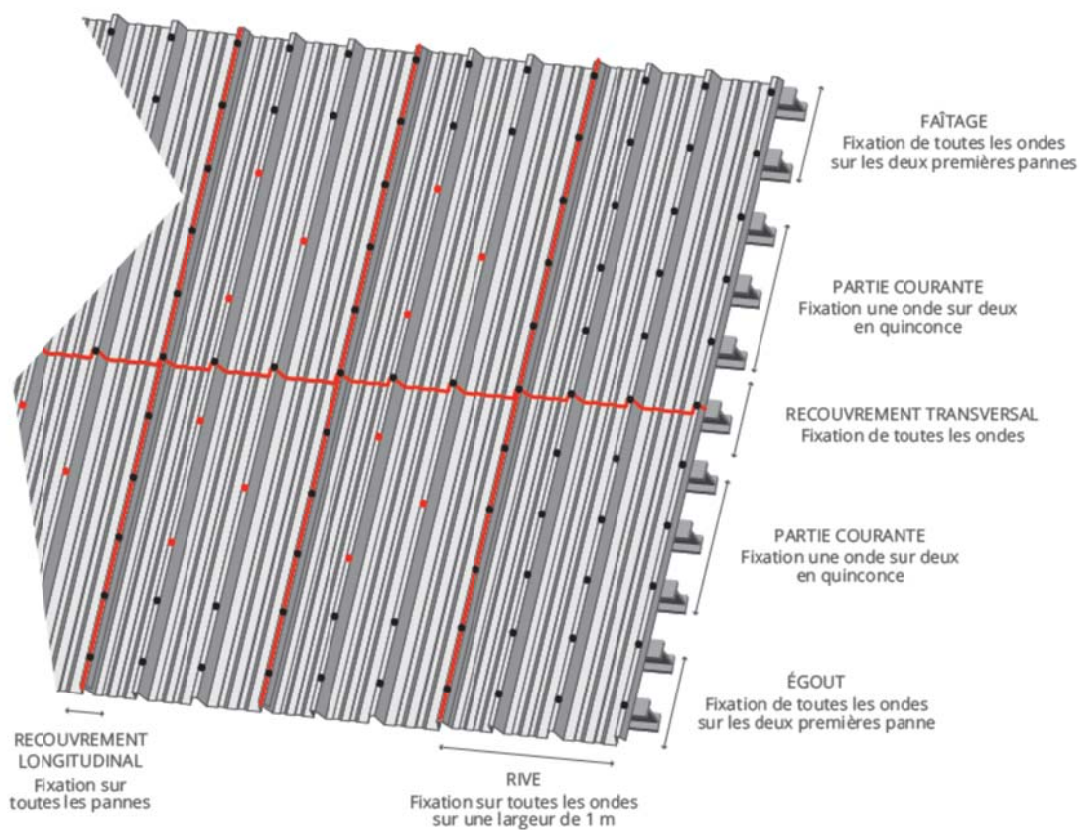 FAÎTAGE
Fixation de toutes les ondes
sur les deux premières pannes
PARTIE COURANTE
Fixation une onde sur deux
en quinconce
RECOUVREMENT TRANSVERSAL
Fixation de toutes les ondes
PARTIE COURANTE
Fixation une onde sur deux
en quinconce
ÉGOUT
Fixation de toutes les ondes
sur les deux premières panne
RECOUVREMENT
LONGITUDINAL
Fixation sur
toutes les pannes
RIVE
Fixation sur toutes les ondes
sur une largeur de 1 m